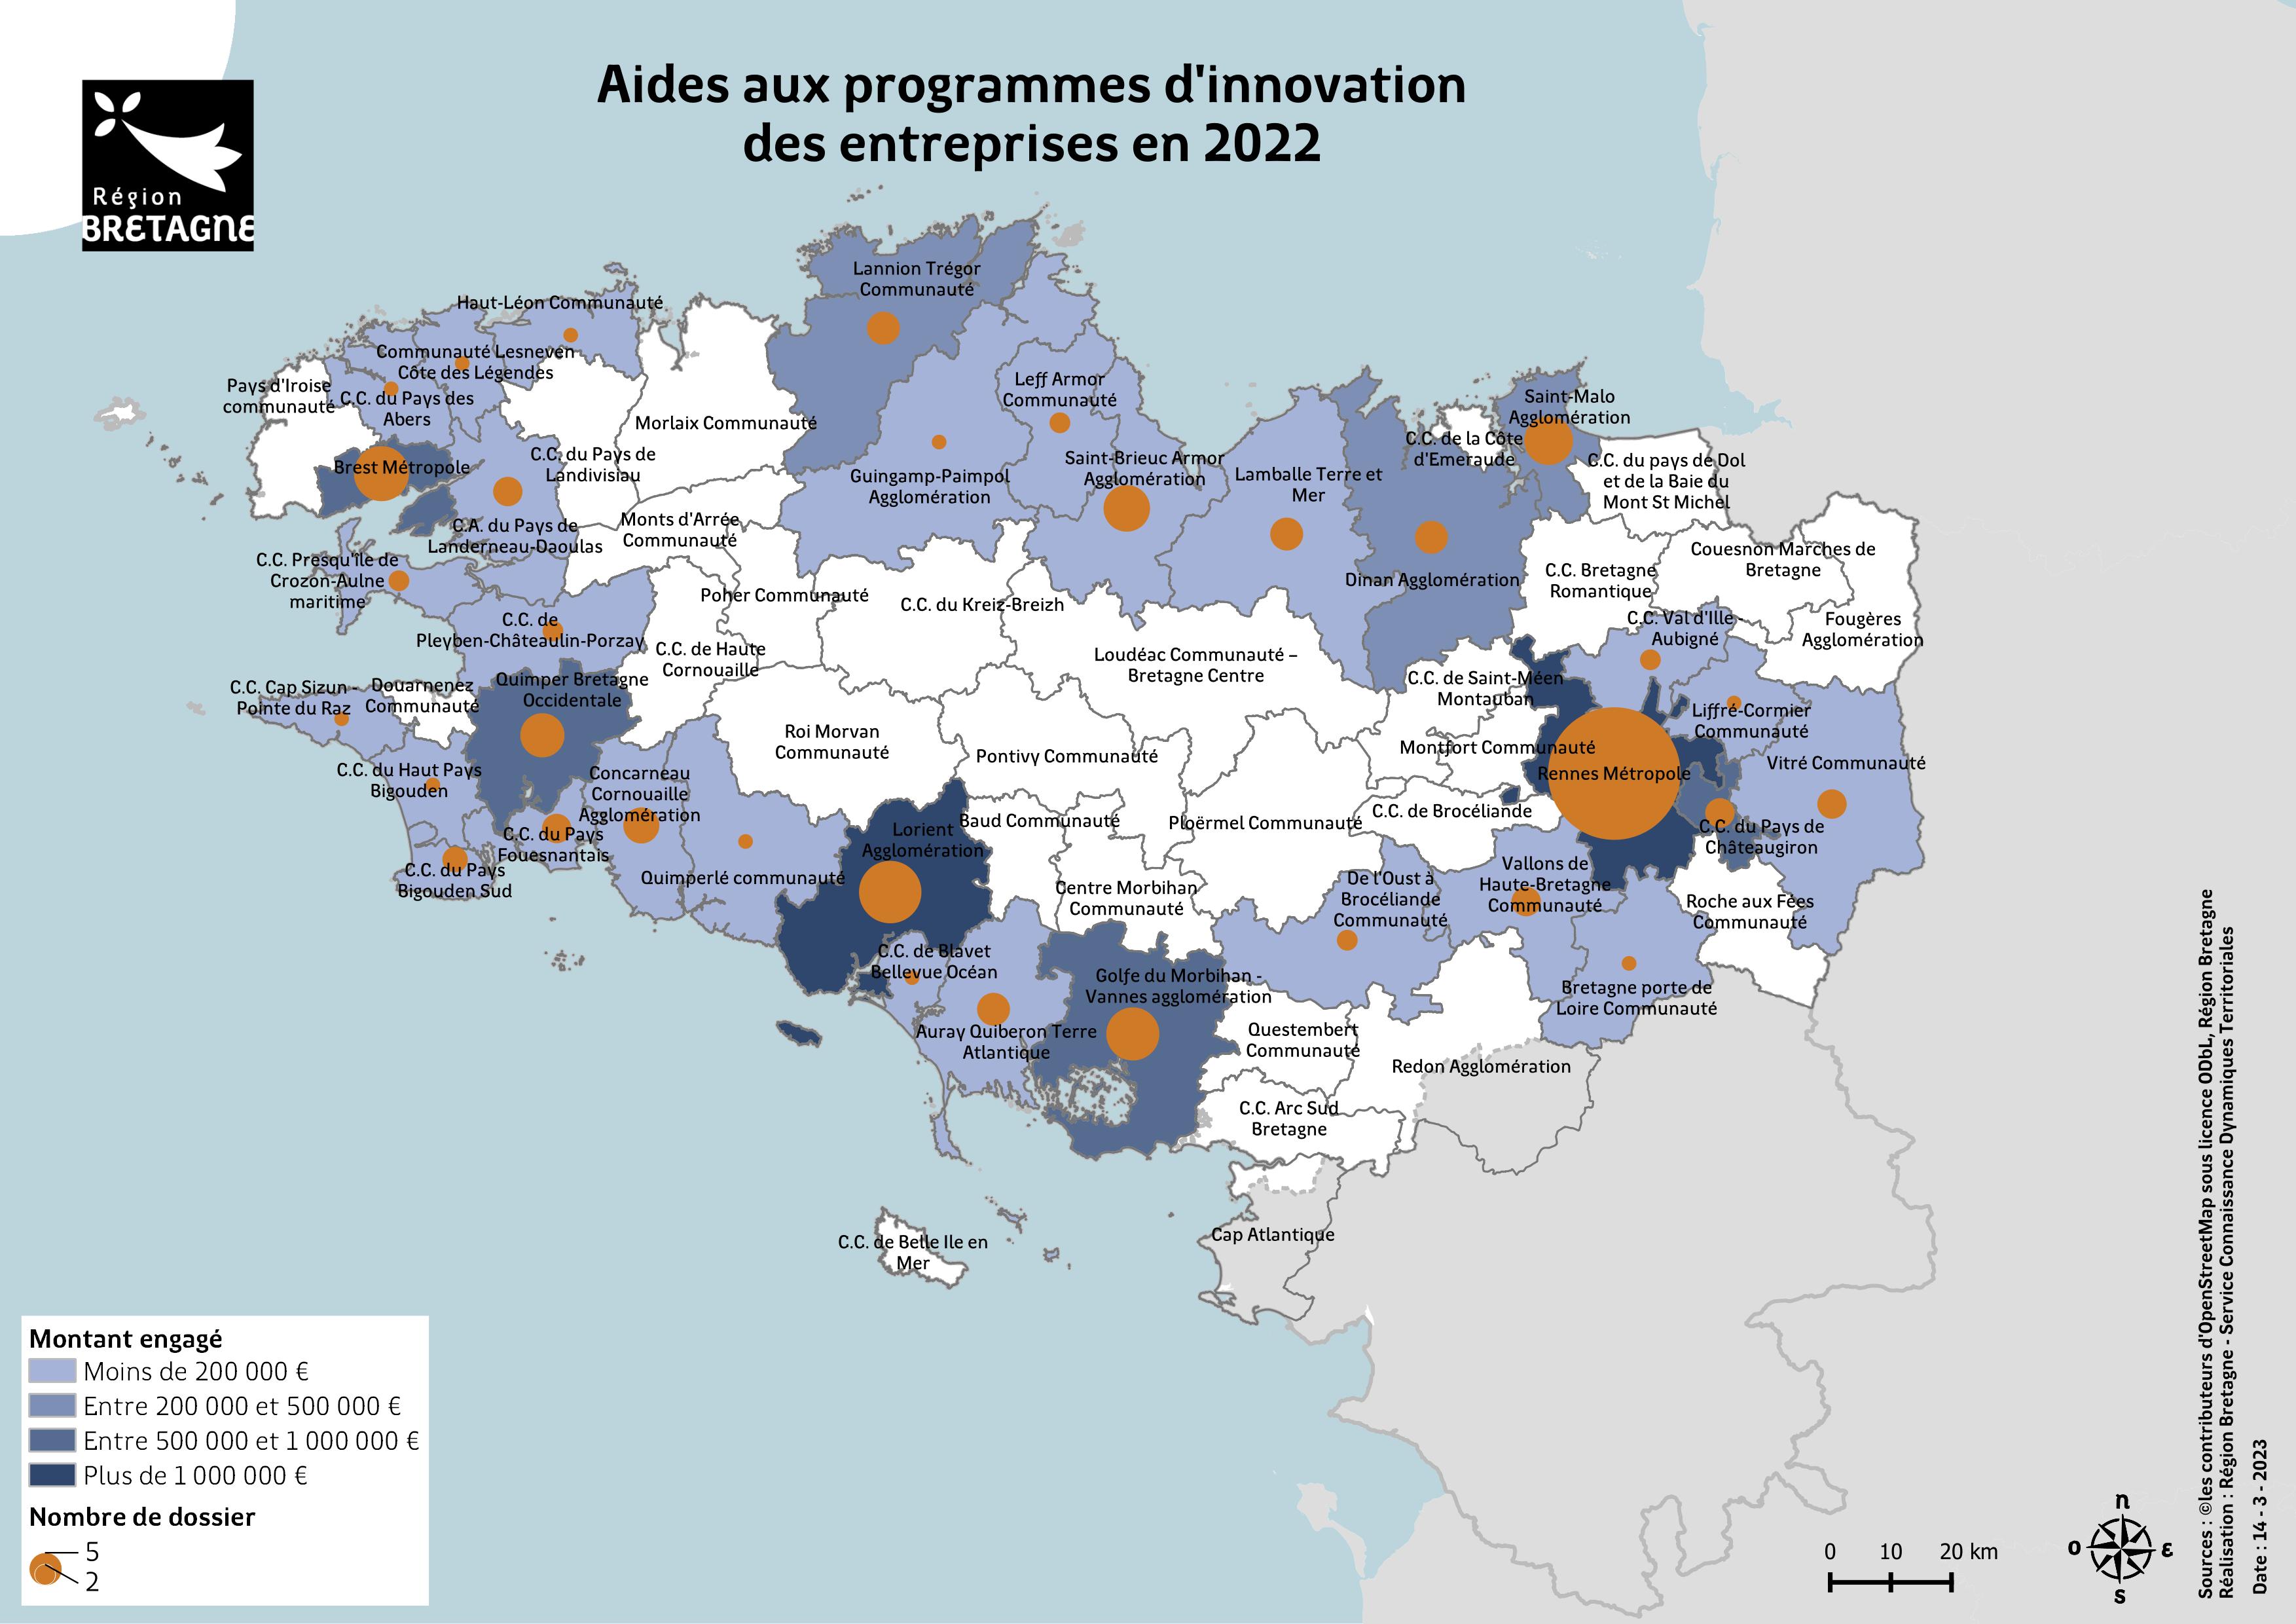 Aides aux programmes d'innovation
des entreprises en 2022
Région
BRETAGNE
Lannion Trégor
Communauté
Haut-Léon Communauté
Communauté Lesneven
Côte des Légendes
Pays d'Iroise
communauté
C.C. du Pays des
Abers
Morlaix Communauté
Leff Armor
Communauté
Saint-Malo
Agglomération
C.C. de la Côte
d'Emeraude
Brest Métropole
C.C. du Pays de
Landivisiau
Guingamp-Paimpol
Agglomération
Saint-Brieuc Armor
Agglomération
Lamballe Terre et
Mer
C.C. du pays de Dol
et de la Baie du
Mont St Michel
C.A. du Pays de
Landerneau-Daoulas
Monts d'Arrée
Communauté
C.C. Presqu'île de
Crozon-Aulne
maritime
Poher Communauté
C.C. du Kreiz-Breizh
Dinan Agglomération
C.C. Bretagne
Romantique
Couesnon Marches de
Bretagne
C.C. de
Pleyben-Châteaulin-Porzay
C.C. de Haute
Cornouaille
Loudéac Communauté –
Bretagne Centre
C.C. Val d'Ille -
Aubigné
Fougères
Agglomération
C.C. Cap Sizun -
Pointe du Raz
Douarnenez
Communauté
Quimper Bretagne
Occidentale
C.C. de Saint-Méen
Montauban
Liffré-Cormier
Communauté
Roi Morvan
Communauté
Pontivy Communauté
Montfort Communauté
Rennes Métropole
Vitré Communauté
C.C. du Haut Pays
Bigouden
Concarneau
Cornouaille
Agglomération
Lorient
Agglomération
Baud Communauté
Ploërmel Communauté
C.C. de Brocéliande
C.C. du Pays de
Châteaugiron
C.C. du Pays
Fouesnantais
C.C. du Pays
Bigouden Sud
Quimperlé communauté
Centre Morbihan
Communauté
De l'Oust à
Brocéliande
Communauté
Vallons de
Haute-Bretagne
Communauté
Roche aux Fées
Communauté
C.C. de Blavet
Bellevue Océan
Golfe du Morbihan -
Vannes agglomération
Bretagne porte de
Loire Communauté
Auray Quiberon Terre
Atlantique
Questembert
Communauté
Redon Agglomération
C.C. Arc Sud
Bretagne
C.C. de Belle Ile en
Mer
Cap Atlantique
Montant engagé
Moins de 200 000 €
Entre 200 000 et 500 000 €
Entre 500 000 et 1 000 000 €
Plus de 1 000 000 €
Nombre de dossier
5
2
0 10 20 km
n
o ε
s
Sources : ©les contributeurs d'OpenStreetMap sous licence ODbL, Région Bretagne
Réalisation : Région Bretagne - Service Connaissance Dynamiques Territoriales
Date : 14 - 3 - 2023